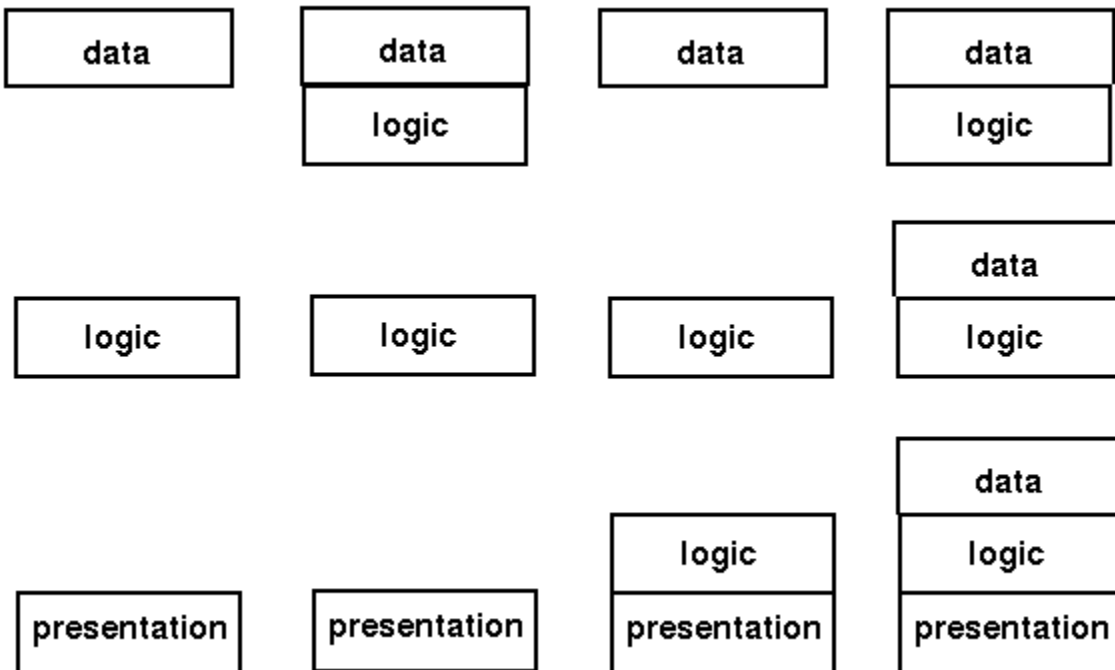 data data data data
logic logic
data
logic logic logic logic
data
logic logic
presentation presentation presentation presentation